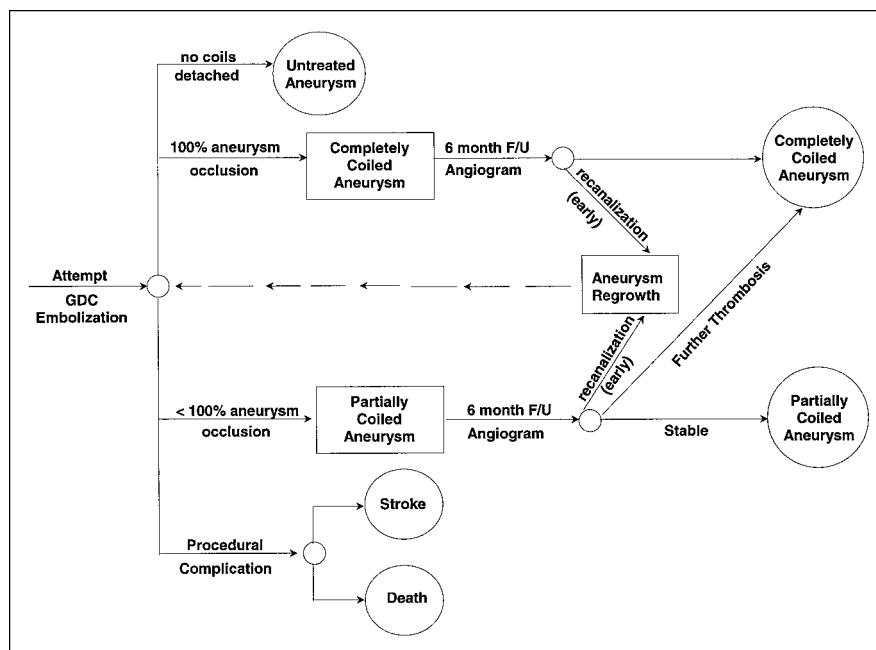 no coils
detached
Untreated
Aneurysm
100% aneurysm
occlusion
Completely
Coiled
Aneurysm
6 month F/U
Angiogram
recanalization
(early)
Completely
Coiled
Aneurysm
Attempt
GDC
Embolization
Aneurysm
Regrowth
Further Thrombosis
recanalization
(early)
< 100% aneurysm
occlusion
Partially
Coiled
Aneurysm
6 month F/U
Angiogram
Stable
Partially
Coiled
Aneurysm
Procedural
Complication
Stroke
Death